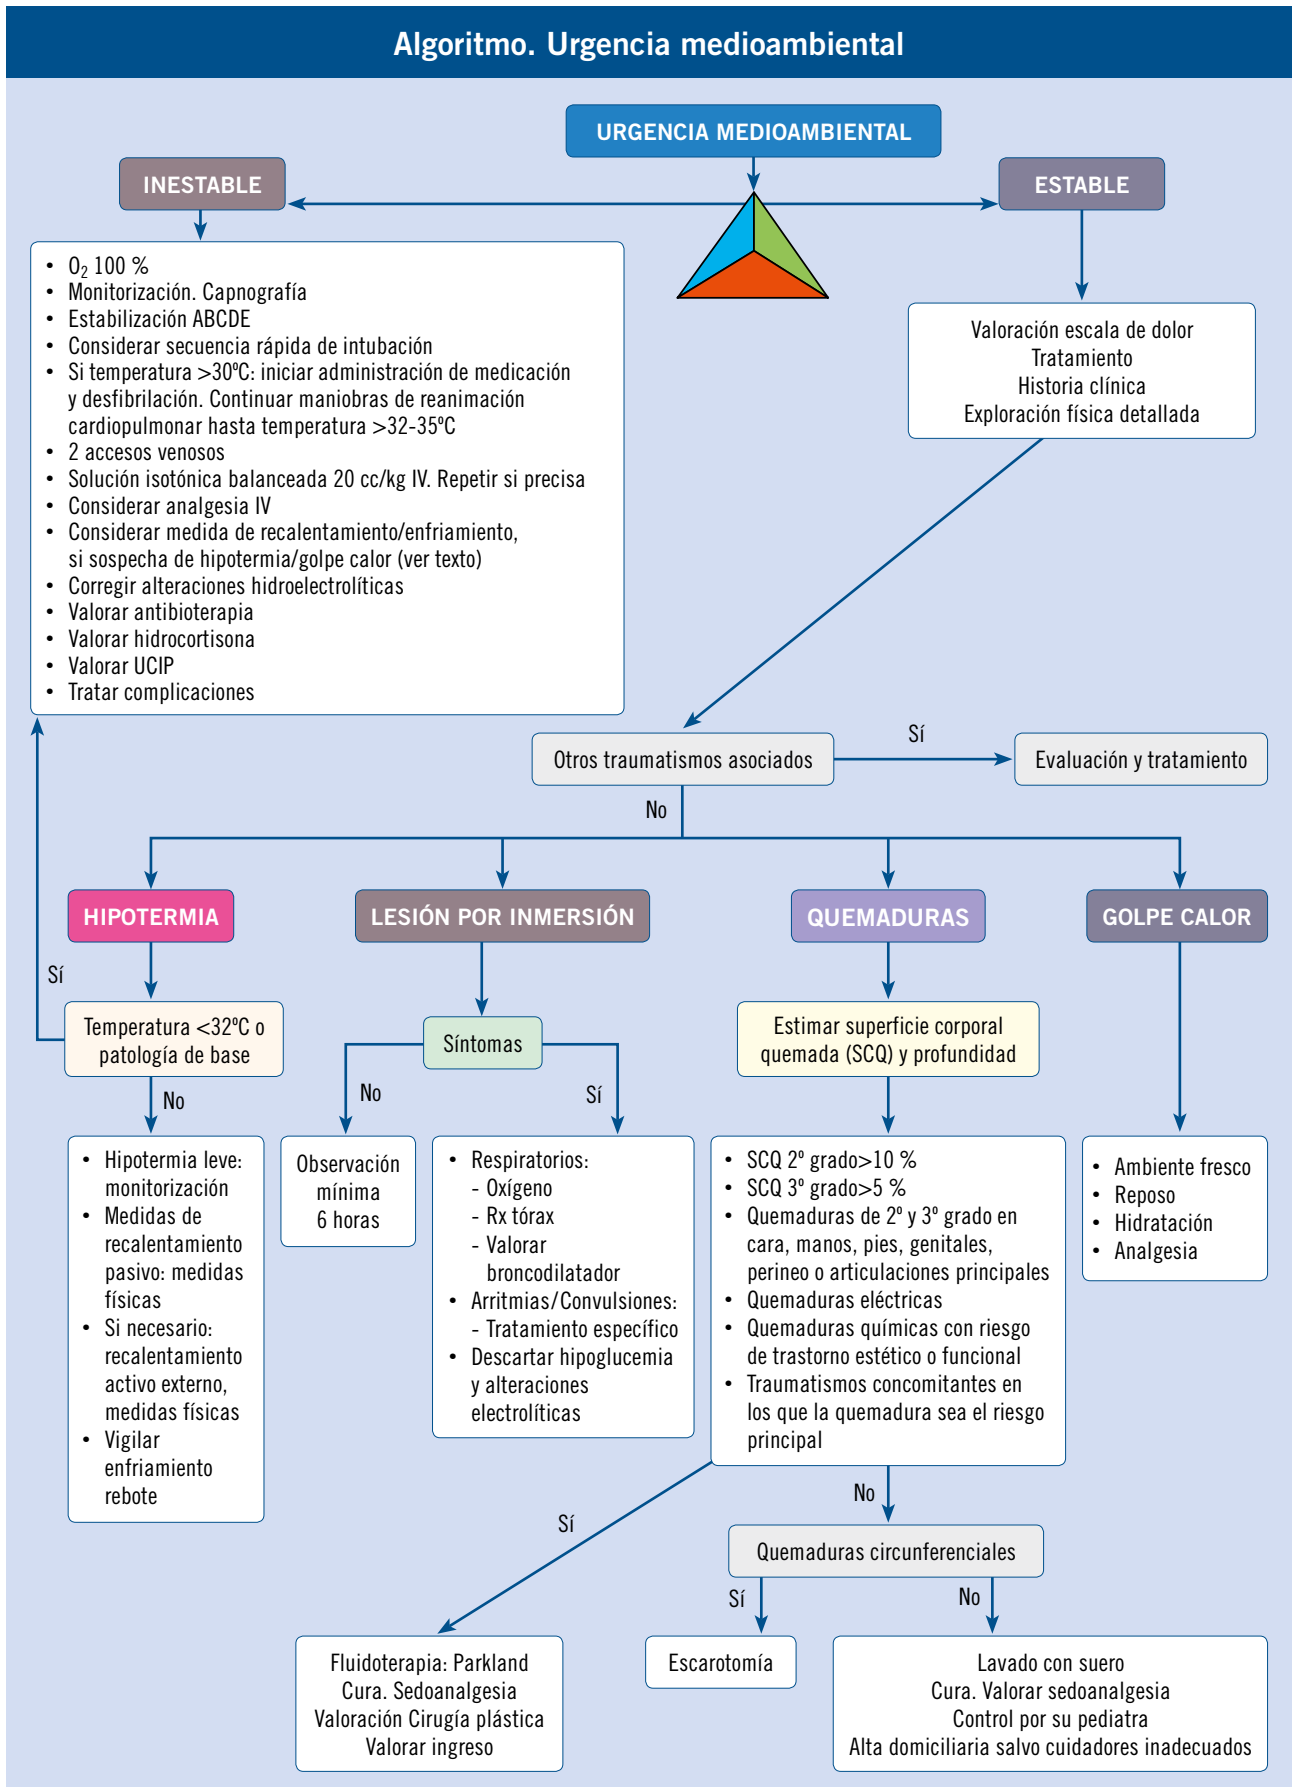 Algoritmo. Urgencia medioambiental
URGENCIA MEDIOAMBIENTAL
INESTABLE
ESTABLE
• O₂ 100 %
• Monitorización. Capnografía
• Estabilización ABCDE
• Considerar secuencia rápida de intubación
• Si temperatura >30ºC: iniciar administración de medicación
y desfibrilación. Continuar maniobras de reanimación
cardiopulmonar hasta temperatura >32-35ºC
• 2 accesos venosos
• Solución isotónica balanceada 20 cc/kg IV. Repetir si precisa
• Considerar analgesia IV
• Considerar medida de recalentamiento/enfriamiento,
si sospecha de hipotermia/golpe calor (ver texto)
• Corregir alteraciones hidroelectrolíticas
• Valorar antibioterapia
• Valorar hidrocortisona
• Valorar UCIP
• Tratar complicaciones
Valoración escala de dolor
Tratamiento
Historia clínica
Exploración física detallada
Otros traumatismos asociados
Sí
Evaluación y tratamiento
No
HIPOTERMIA
LESIÓN POR INMERSIÓN
QUEMADURAS
GOLPE CALOR
Sí
Temperatura <32ºC o
patología de base
No
• Hipotermia leve:
monitorización
• Medidas de
recalentamiento
pasivo: medidas
físicas
• Si necesario:
recalentamiento
activo externo,
medidas físicas
• Vigilar
enfriamiento
rebote
Síntomas
No
Sí
Observación
mínima
6 horas
• Respiratorios:
- Oxígeno
- Rx tórax
- Valorar
broncodilatador
• Arritmias/Convulsiones:
- Tratamiento específico
• Descartar hipoglucemia
y alteraciones
electrolíticas
Estimar superficie corporal
quemada (SCQ) y profundidad
• SCQ 2º grado>10 %
• SCQ 3º grado>5 %
• Quemaduras de 2º y 3º grado en
cara, manos, pies, genitales,
perineo o articulaciones principales
• Quemaduras eléctricas
• Quemaduras químicas con riesgo
de trastorno estético o funcional
• Traumatismos concomitantes en
los que la quemadura sea el riesgo
principal
• Ambiente fresco
• Reposo
• Hidratación
• Analgesia
Sí
No
Quemaduras circunferenciales
Sí
No
Fluidoterapia: Parkland
Cura. Sedoanalgesia
Valoración Cirugía plástica
Valorar ingreso
Escarotomía
Lavado con suero
Cura. Valorar sedoanalgesia
Control por su pediatra
Alta domiciliaria salvo cuidadores inadecuados